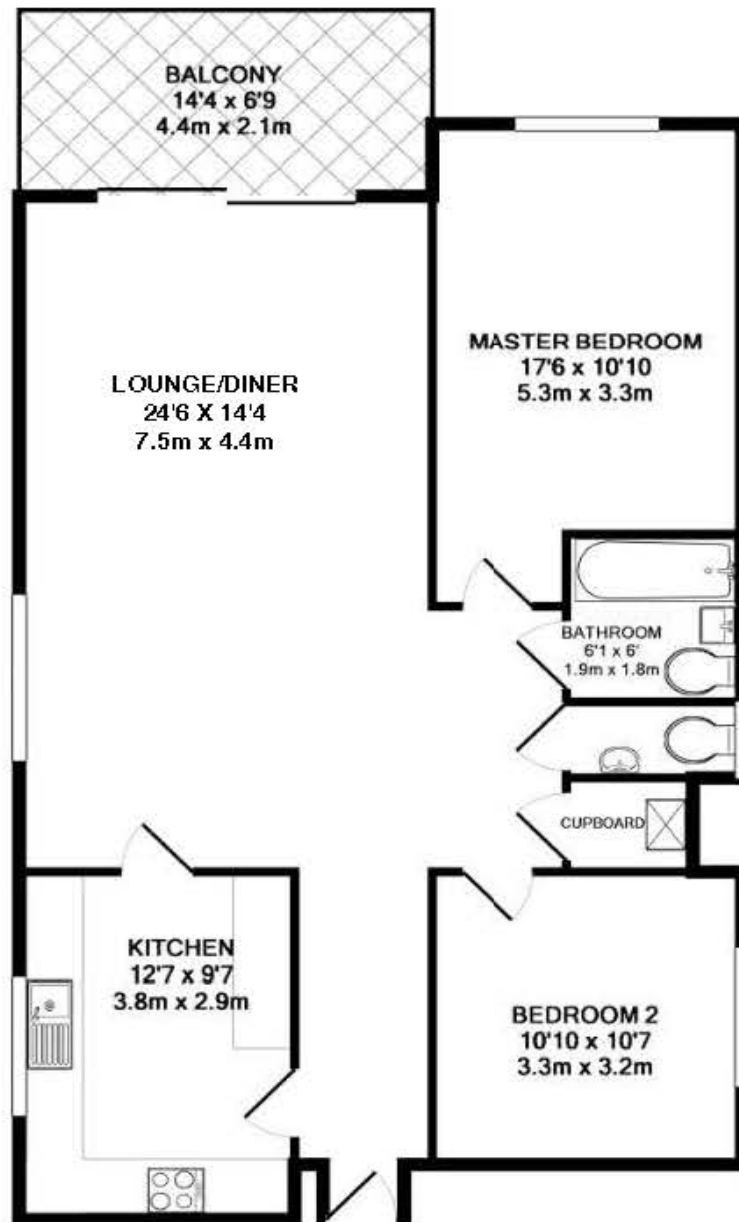 BALCONY
14'4 x 6'9
4.4m x 2.1m
MASTER BEDROOM
17'6 x 10'10
5.3m x 3.3m
LOUNGE/DINER
24'6 X 14'4
7.5m x 4.4m
BATHROOM
6'1 x 6'
1.9m x 1.8m
CUPBOARD
KITCHEN
12'7 x 9'7
3.8m x 2.9m
BEDROOM 2
10'10 x 10'7
3.3m x 3.2m